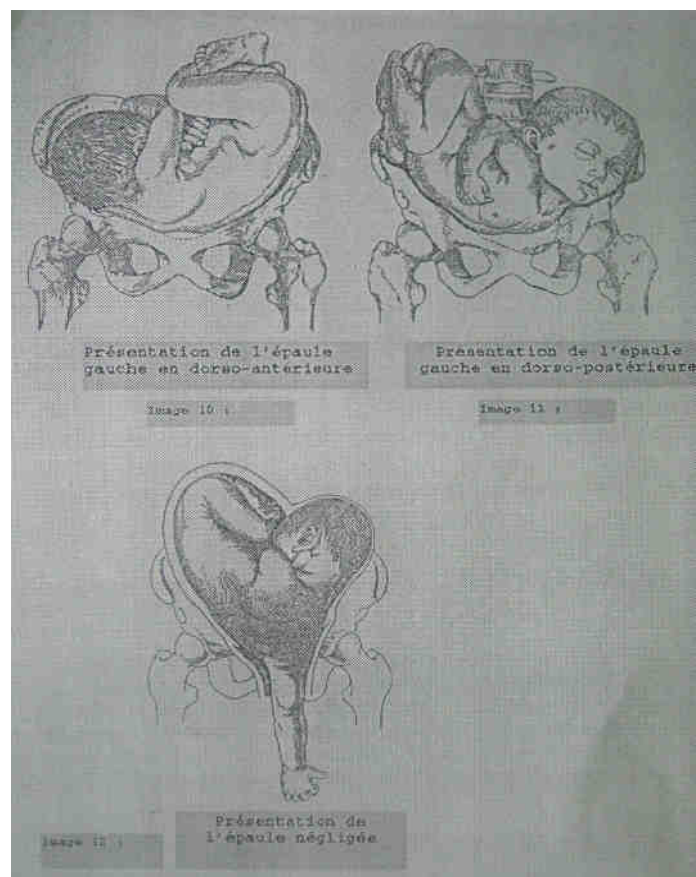 Présentation de l'épaule
gauche en dorso-antérieure
Présentation de l'épaule
gauche en dorso-postérieure
Image 10 :
Image 11 :
Présentation de
l'épaule négligée
Image 12 :